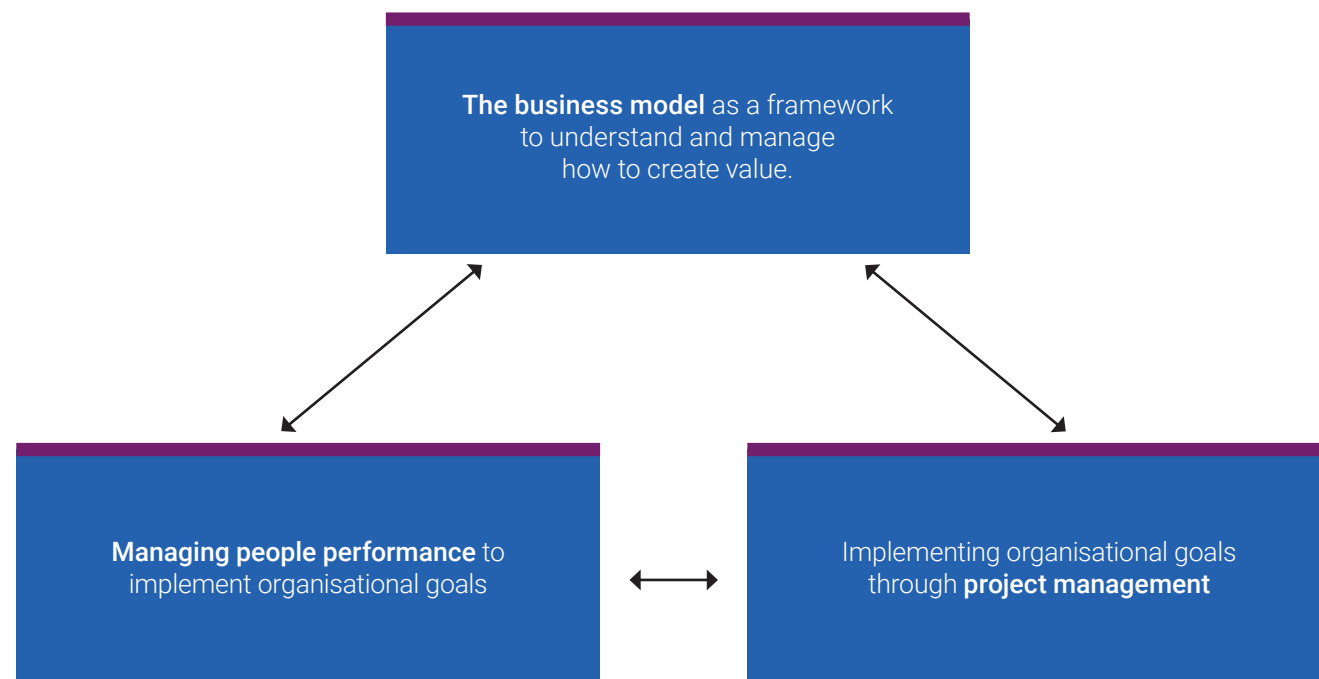 The business model as a framework
to understand and manage
how to create value.
Managing people performance to
implement organisational goals
Implementing organisational goals
through project management